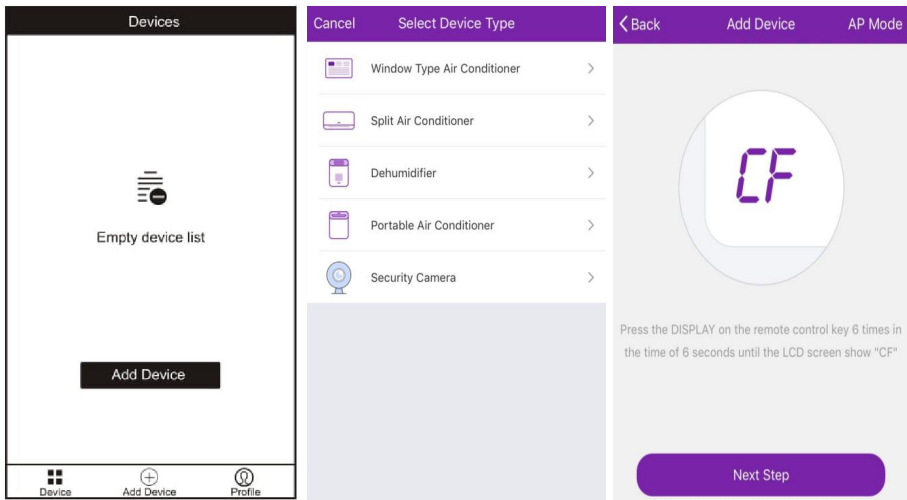 Devices
Empty device list
Add Device
Device
Add Device
Profile
Cancel
Select Device Type
Window Type Air Conditioner
Split Air Conditioner
Dehumidifier
Portable Air Conditioner
Security Camera
Back
Add Device
AP Mode
CF
Press the DISPLAY on the remote control key 6 times in
the time of 6 seconds until the LCD screen show "CF"
Next Step